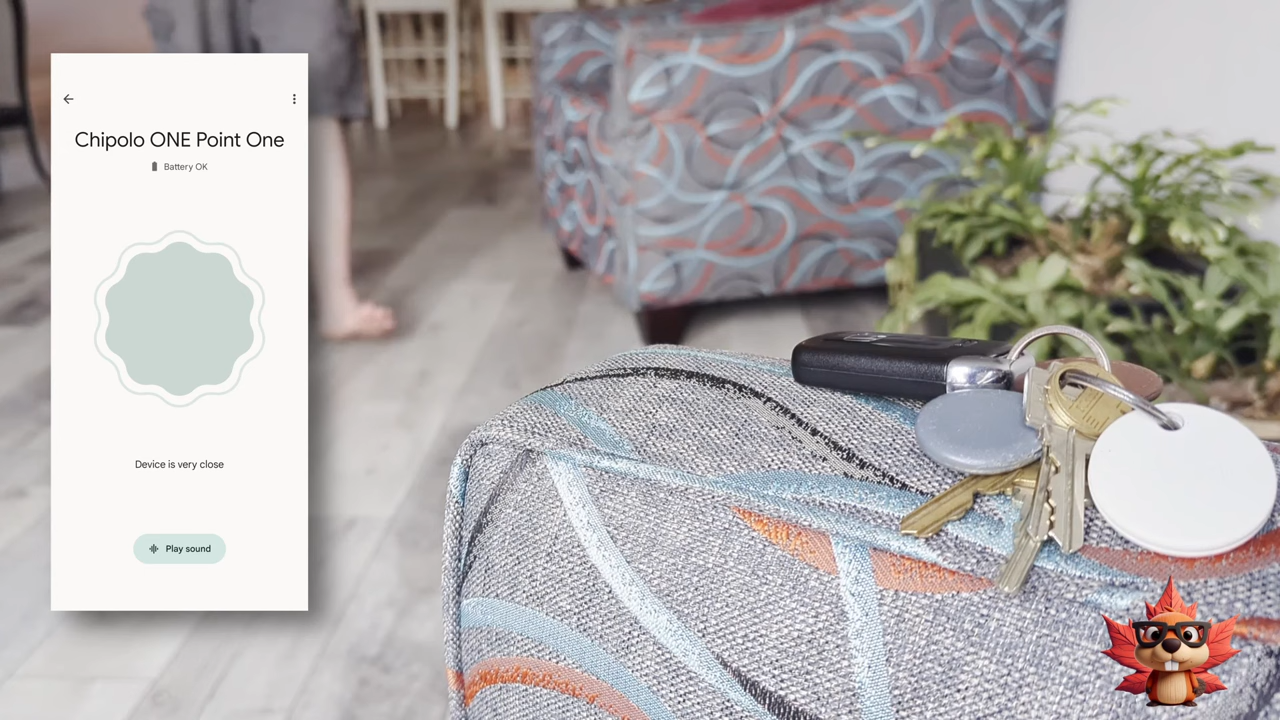 Chipolo ONE Point One
Battery OK
Device is very close
Play sound